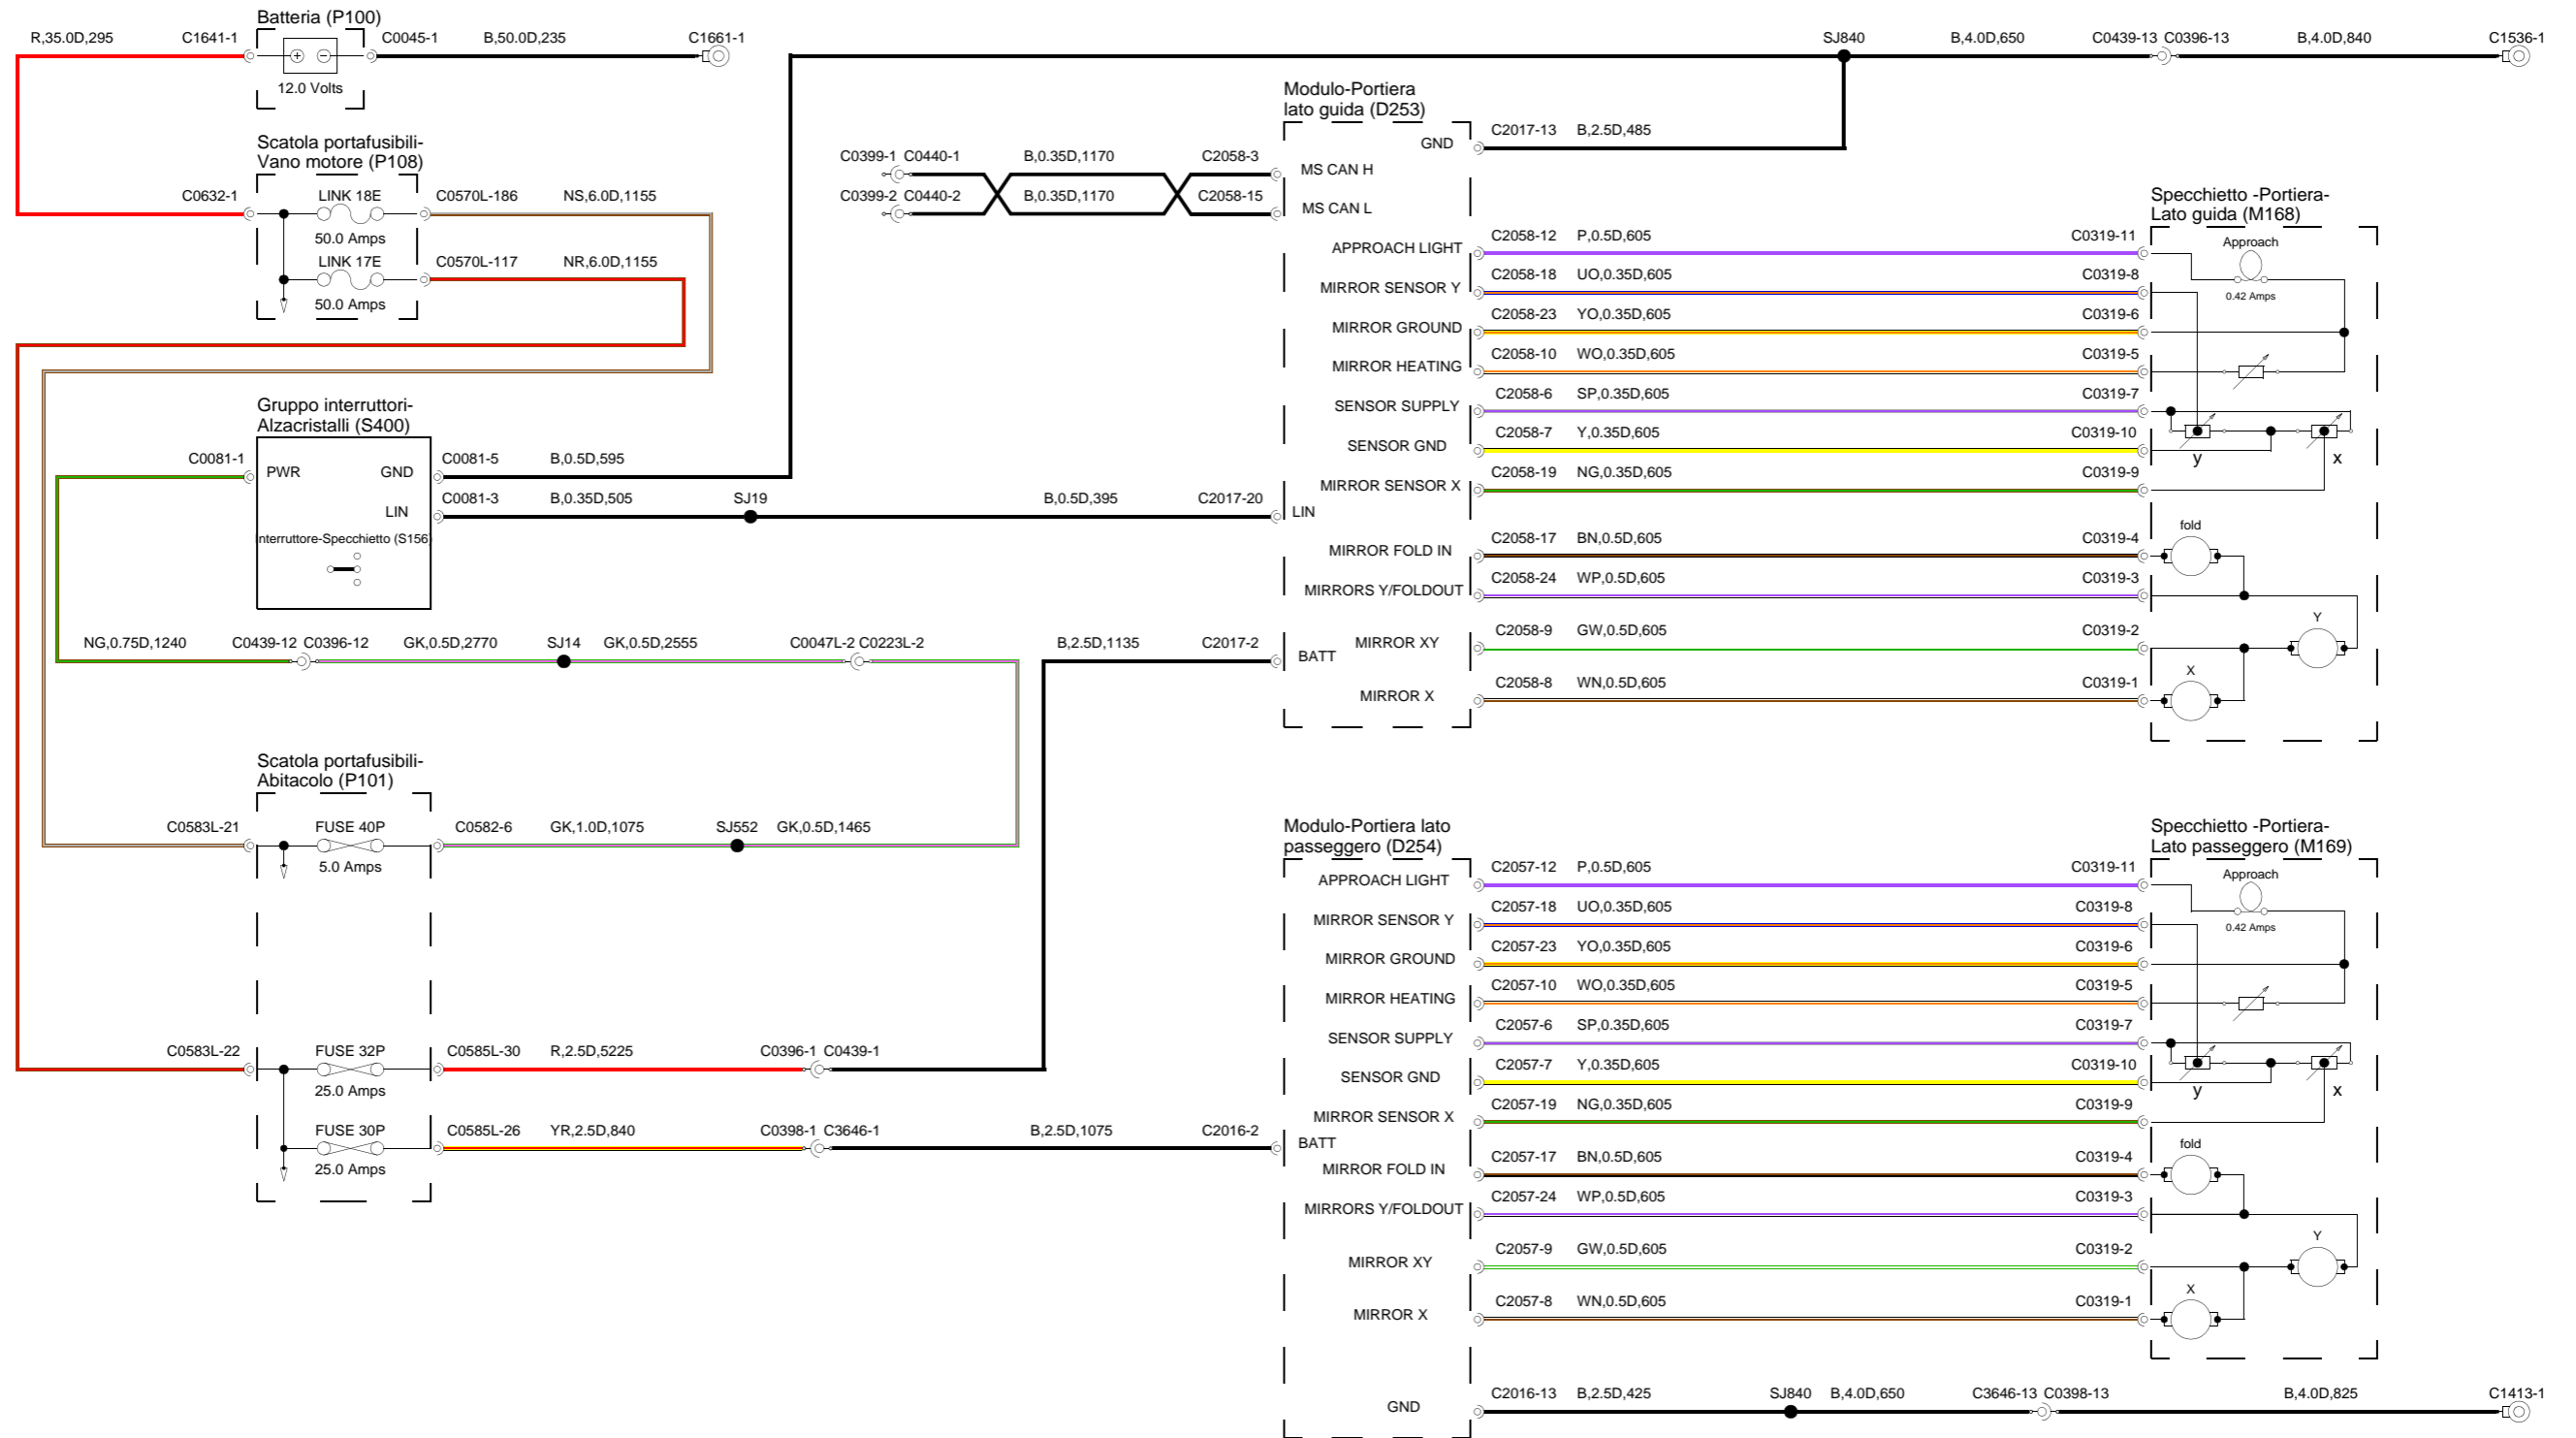 Batteria (P100)
R,35.0D,295
C1641-1
C0045-1
B,50.0D,235
C1661-1
12.0 Volts
SJ840
B,4.0D,650
C0439-13 C0396-13
B,4.0D,840
C1536-1
Scatola portafusibili-
Vano motore (P108)
C0632-1
LINK 18E
50.0 Amps
C0570L-186
NS,6.0D,1155
LINK 17E
50.0 Amps
C0570L-117
NR,6.0D,1155
Gruppo interruttori-
Alzacristalli (S400)
C0081-1
PWR
GND
C0081-5
B,0.5D,595
LIN
C0081-3
B,0.35D,505
SJ19
B,0.5D,395
C2017-20
nterruttore-Specchietto (S156)
NG,0.75D,1240
C0439-12 C0396-12
GK,0.5D,2770
SJ14
GK,0.5D,2555
C0047L-2 C0223L-2
B,2.5D,1135
C2017-2
Scatola portafusibili-
Abitacolo (P101)
C0583L-21
FUSE 40P
5.0 Amps
C0582-6
GK,1.0D,1075
SJ552
GK,0.5D,1465
C0583L-22
FUSE 32P
25.0 Amps
C0585L-30
R,2.5D,5225
C0396-1 C0439-1
FUSE 30P
25.0 Amps
C0585L-26
YR,2.5D,840
C0398-1 C3646-1
B,2.5D,1075
C2016-2
Modulo-Portiera
lato guida (D253)
GND
C2017-13
B,2.5D,485
C0399-1 C0440-1
B,0.35D,1170
C2058-3
MS CAN H
C0399-2 C0440-2
B,0.35D,1170
C2058-15
MS CAN L
Specchietto -Portiera-
Lato guida (M168)
APPROACH LIGHT
C2058-12
P,0.5D,605
C0319-11
Approach
0.42 Amps
MIRROR SENSOR Y
C2058-18
UO,0.35D,605
C0319-8
MIRROR GROUND
C2058-23
YO,0.35D,605
C0319-6
MIRROR HEATING
C2058-10
WO,0.35D,605
C0319-5
SENSOR SUPPLY
C2058-6
SP,0.35D,605
C0319-7
SENSOR GND
C2058-7
Y,0.35D,605
C0319-10
y
x
MIRROR SENSOR X
C2058-19
NG,0.35D,605
C0319-9
LIN
MIRROR FOLD IN
C2058-17
BN,0.5D,605
C0319-4
fold
MIRRORS Y/FOLDOUT
C2058-24
WP,0.5D,605
C0319-3
Y
BATT
MIRROR XY
C2058-9
GW,0.5D,605
C0319-2
X
MIRROR X
C2058-8
WN,0.5D,605
C0319-1
Modulo-Portiera lato
passeggero (D254)
Specchietto -Portiera-
Lato passeggero (M169)
APPROACH LIGHT
C2057-12
P,0.5D,605
C0319-11
Approach
0.42 Amps
MIRROR SENSOR Y
C2057-18
UO,0.35D,605
C0319-8
MIRROR GROUND
C2057-23
YO,0.35D,605
C0319-6
MIRROR HEATING
C2057-10
WO,0.35D,605
C0319-5
SENSOR SUPPLY
C2057-6
SP,0.35D,605
C0319-7
SENSOR GND
C2057-7
Y,0.35D,605
C0319-10
y
x
MIRROR SENSOR X
C2057-19
NG,0.35D,605
C0319-9
BATT
MIRROR FOLD IN
C2057-17
BN,0.5D,605
C0319-4
fold
MIRRORS Y/FOLDOUT
C2057-24
WP,0.5D,605
C0319-3
Y
MIRROR XY
C2057-9
GW,0.5D,605
C0319-2
X
MIRROR X
C2057-8
WN,0.5D,605
C0319-1
GND
C2016-13
B,2.5D,425
SJ840
B,4.0D,650
C3646-13 C0398-13
B,4.0D,825
C1413-1